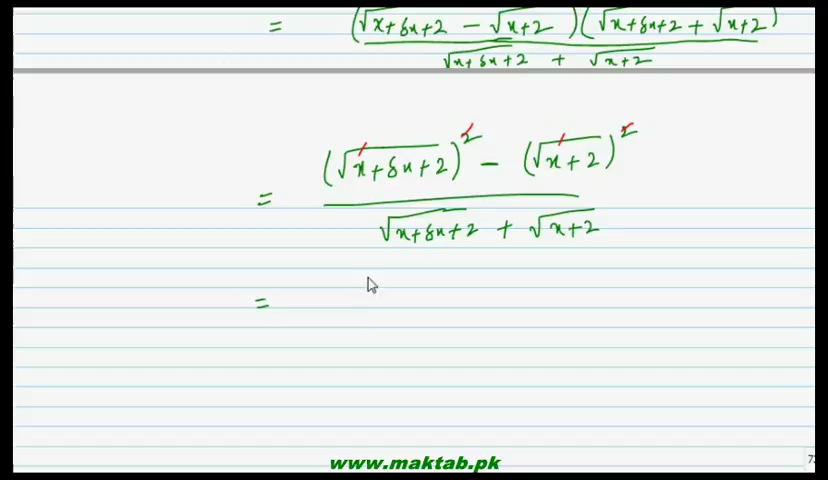 = (√x+δx+2 − √x+2)(√x+δx+2 + √x+2)
√x+δx+2 + √x+2
= (√x+δx+2)² − (√x+2)²
√x+δx+2 + √x+2
=
www.maktab.pk